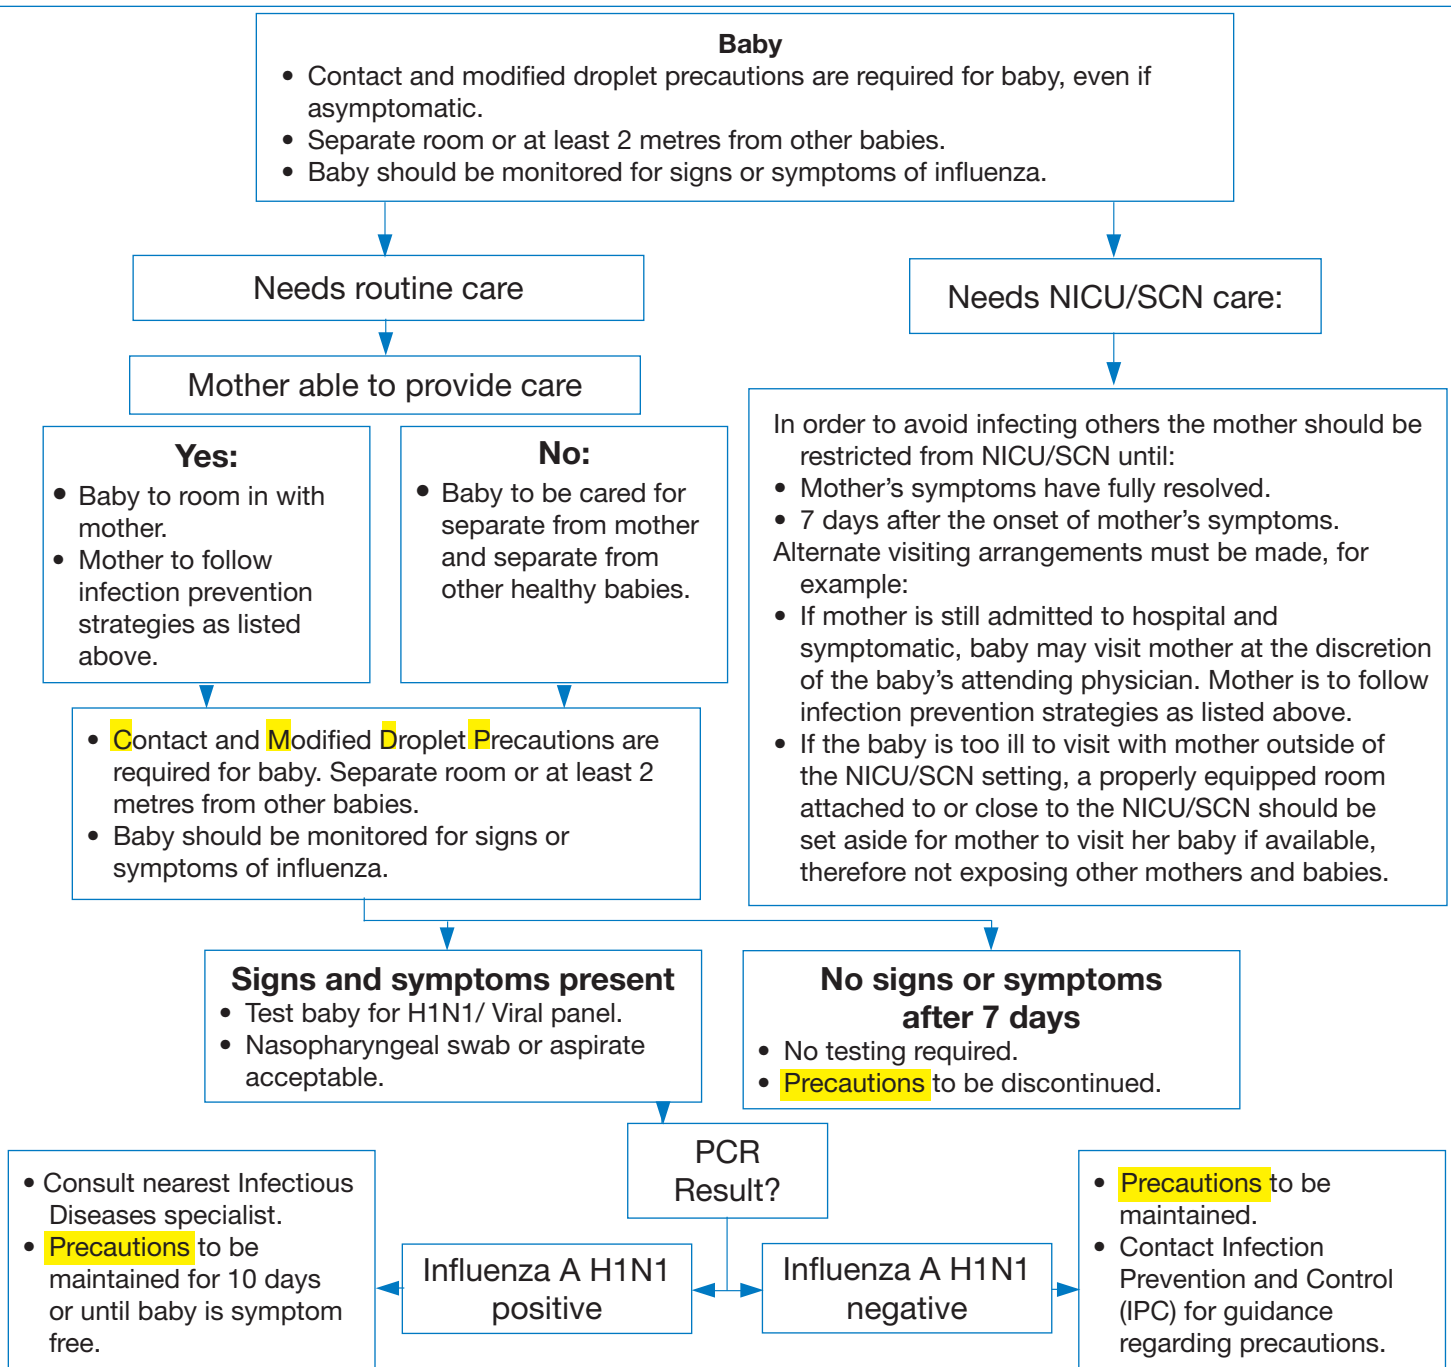 Baby
• Contact and modified droplet precautions are required for baby, even if
asymptomatic.
• Separate room or at least 2 metres from other babies.
• Baby should be monitored for signs or symptoms of influenza.
Needs routine care
Needs NICU/SCN care:
Mother able to provide care
Yes:
• Baby to room in with
mother.
• Mother to follow
infection prevention
strategies as listed
above.
No:
• Baby to be cared for
separate from mother
and separate from
other healthy babies.
In order to avoid infecting others the mother should be
restricted from NICU/SCN until:
• Mother's symptoms have fully resolved.
• 7 days after the onset of mother's symptoms.
Alternate visiting arrangements must be made, for
example:
• If mother is still admitted to hospital and
symptomatic, baby may visit mother at the discretion
of the baby's attending physician. Mother is to follow
infection prevention strategies as listed above.
• If the baby is too ill to visit with mother outside of
the NICU/SCN setting, a properly equipped room
attached to or close to the NICU/SCN should be
set aside for mother to visit her baby if available,
therefore not exposing other mothers and babies.
• Contact and Modified Droplet Precautions are
required for baby. Separate room or at least 2
metres from other babies.
• Baby should be monitored for signs or
symptoms of influenza.
Signs and symptoms present
• Test baby for H1N1/ Viral panel.
• Nasopharyngeal swab or aspirate
acceptable.
No signs or symptoms
after 7 days
• No testing required.
• Precautions to be discontinued.
PCR
Result?
• Consult nearest Infectious
Diseases specialist.
• Precautions to be
maintained for 10 days
or until baby is symptom
free.
Influenza A H1N1
positive
Influenza A H1N1
negative
• Precautions to be
maintained.
• Contact Infection
Prevention and Control
(IPC) for guidance
regarding precautions.